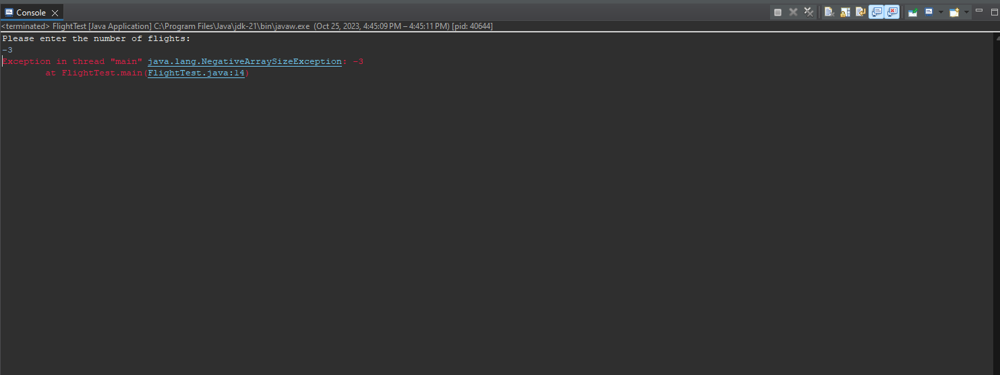 Console
<terminated> FlightTest [Java Application] C:\Program Files\Java\jdk-21\bin\javaw.exe (Oct 25, 2023, 4:45:09 PM – 4:45:11 PM) [pid: 40644]
Please enter the number of flights:
-3
Exception in thread "main" java.lang.NegativeArraySizeException: -3
at FlightTest.main(FlightTest.java:14)